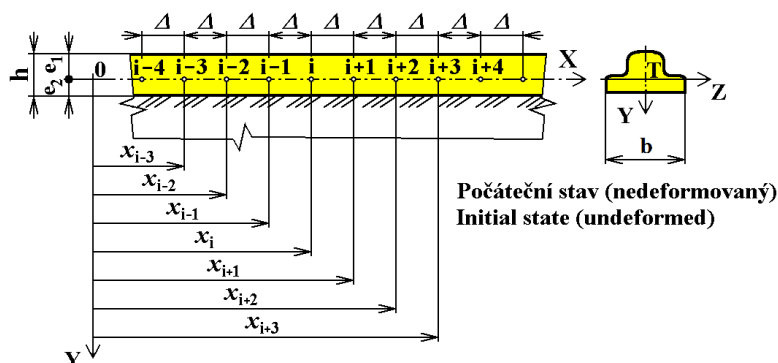 Δ Δ Δ Δ Δ Δ Δ Δ Δ
h e₂ e₁ 0 i-4 i-3 i-2 i-1 i i+1 i+2 i+3 i+4 X T Z
Y
b
xᵢ₋₃
xᵢ₋₂
xᵢ₋₁
xᵢ
xᵢ₊₁
xᵢ₊₂
xᵢ₊₃
Y
Počáteční stav (nedeformovaný)
Initial state (undeformed)